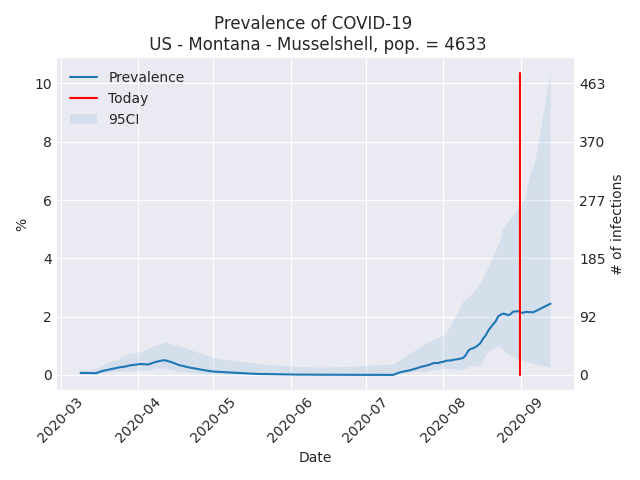 Prevalence of COVID-19
US - Montana - Musselshell, pop. = 4633
Prevalence
Today
95CI
10
8
6
4
2
0
%
463
370
277
185
92
0
# of infections
2020-03
2020-04
2020-05
2020-06
2020-07
2020-08
2020-09
Date